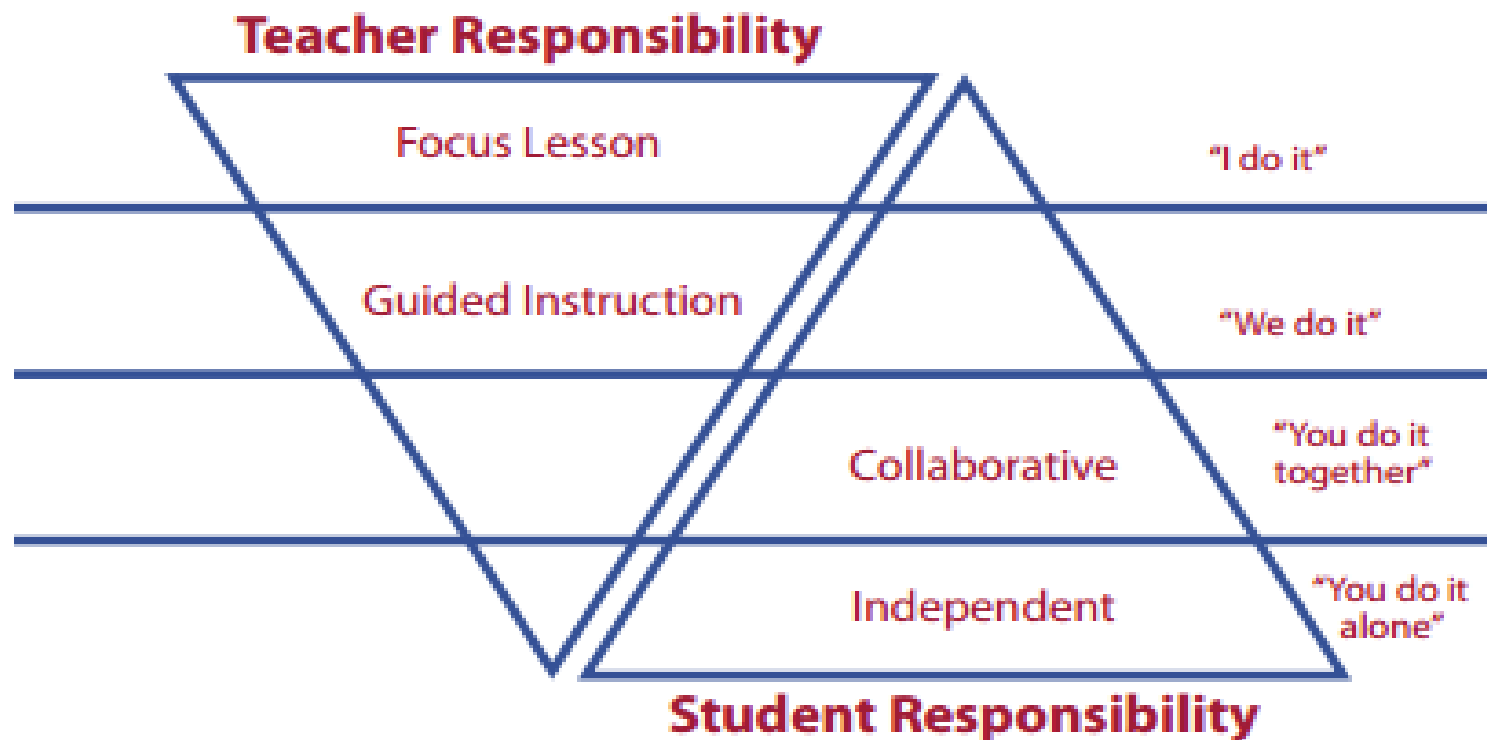 Teacher Responsibility
Focus Lesson
“I do it”
Guided Instruction
“We do it”
Collaborative
“You do it
together”
Independent
“You do it
alone”
Student Responsibility